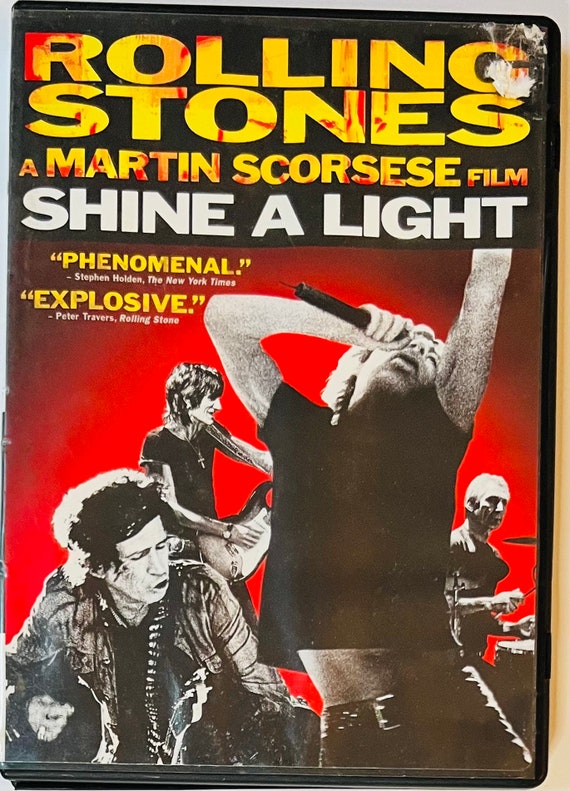 ROLLING
STONES
A MARTIN SCORSESE FILM
SHINE A LIGHT
“PHENOMENAL.”
– Stephen Holden, The New York Times
“EXPLOSIVE.”
– Peter Travers, Rolling Stone